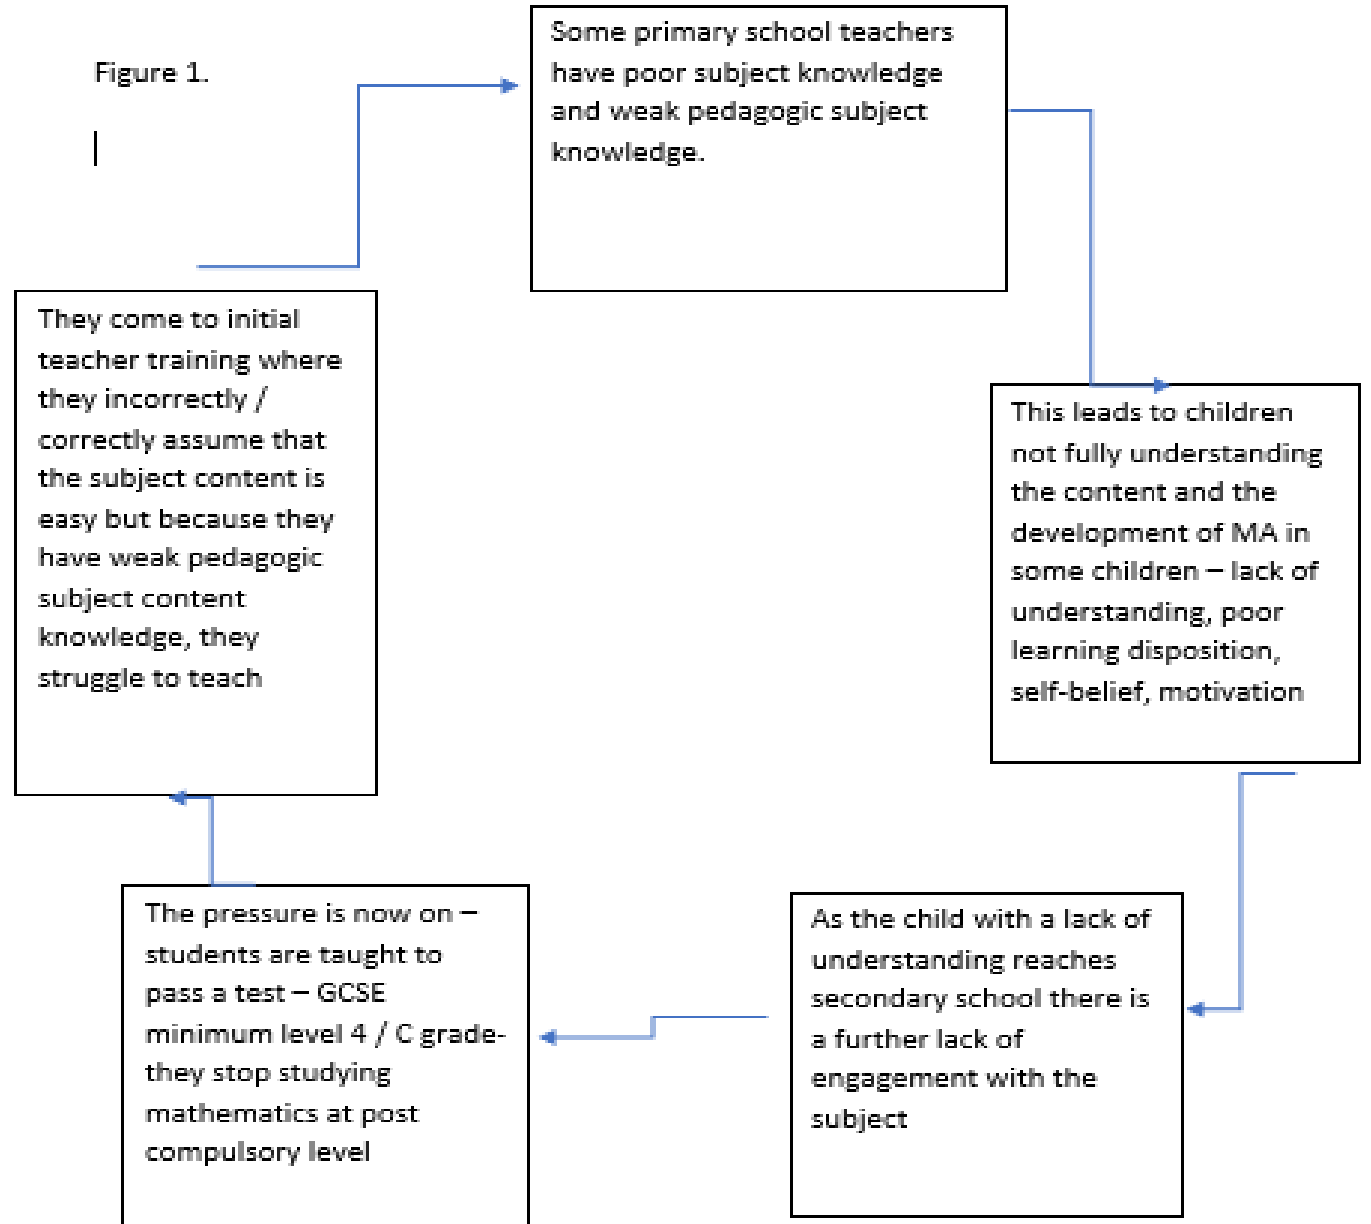 Figure 1.
Some primary school teachers
have poor subject knowledge
and weak pedagogic subject
knowledge.
This leads to children
not fully understanding
the content and the
development of MA in
some children – lack of
understanding, poor
learning disposition,
self-belief, motivation
As the child with a lack of
understanding reaches
secondary school there is
a further lack of
engagement with the
subject
The pressure is now on –
students are taught to
pass a test – GCSE
minimum level 4 / C grade-
they stop studying
mathematics at post
compulsory level
They come to initial
teacher training where
they incorrectly /
correctly assume that
the subject content is
easy but because they
have weak pedagogic
subject content
knowledge, they
struggle to teach